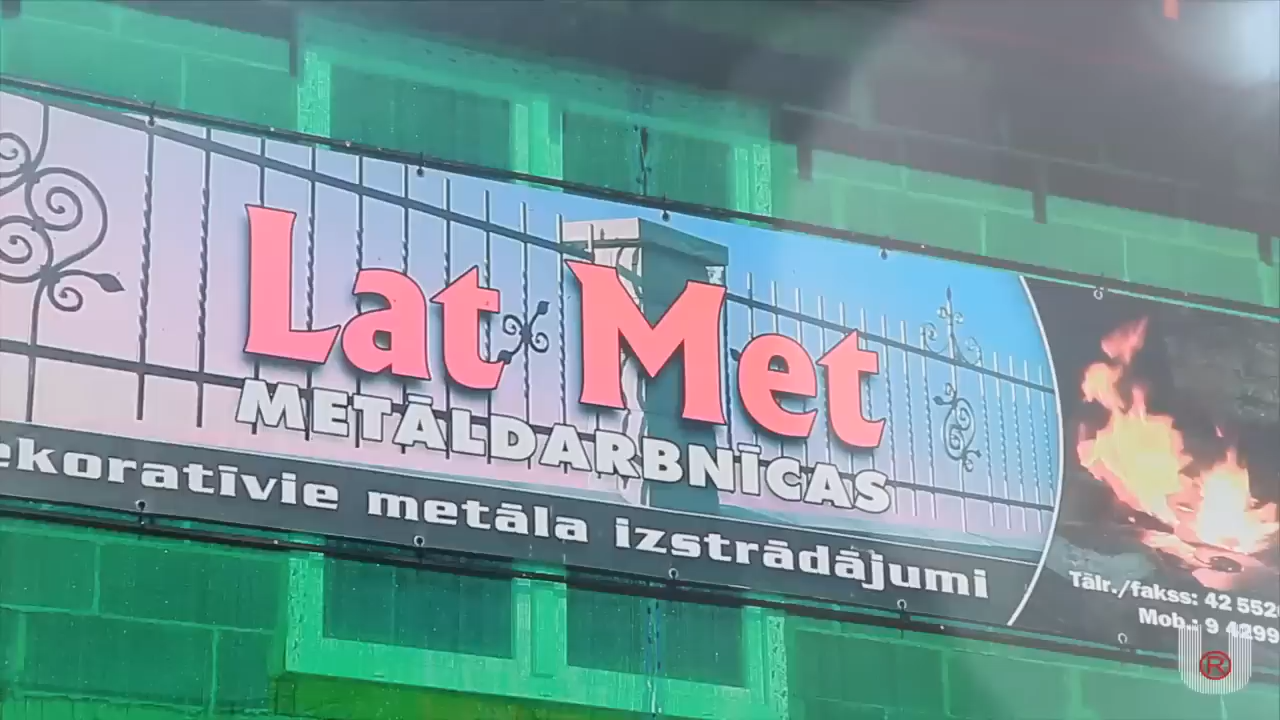 Lat Met
METĀLDARBNĪCAS
ekoratīvie metāla izstrādājumi
Tālr./fakss: 42 552
Mob.: 9 4299
®